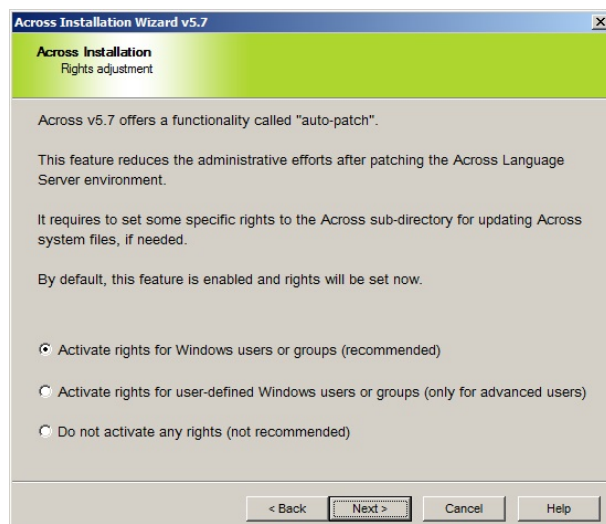 Across Installation Wizard v5.7
Across Installation
Rights adjustment
Across v5.7 offers a functionality called "auto-patch".
This feature reduces the administrative efforts after patching the Across Language
Server environment.
It requires to set some specific rights to the Across sub-directory for updating Across
system files, if needed.
By default, this feature is enabled and rights will be set now.
Activate rights for Windows users or groups (recommended)
Activate rights for user-defined Windows users or groups (only for advanced users)
Do not activate any rights (not recommended)
< Back Next > Cancel Help